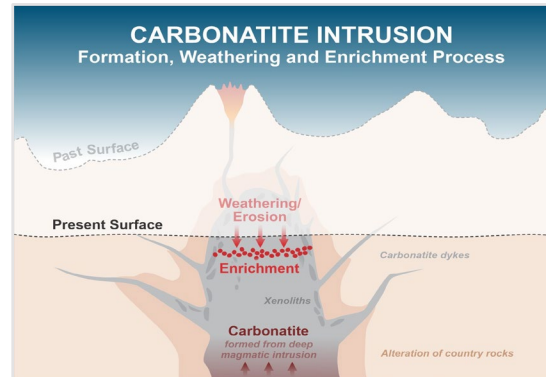 CARBONATITE INTRUSION
Formation, Weathering and Enrichment Process
Past Surface
Weathering/
Erosion
Present Surface
Enrichment
Carbonatite dykes
Xenoliths
Carbonatite
formed from deep
magmatic intrusion
Alteration of country rocks